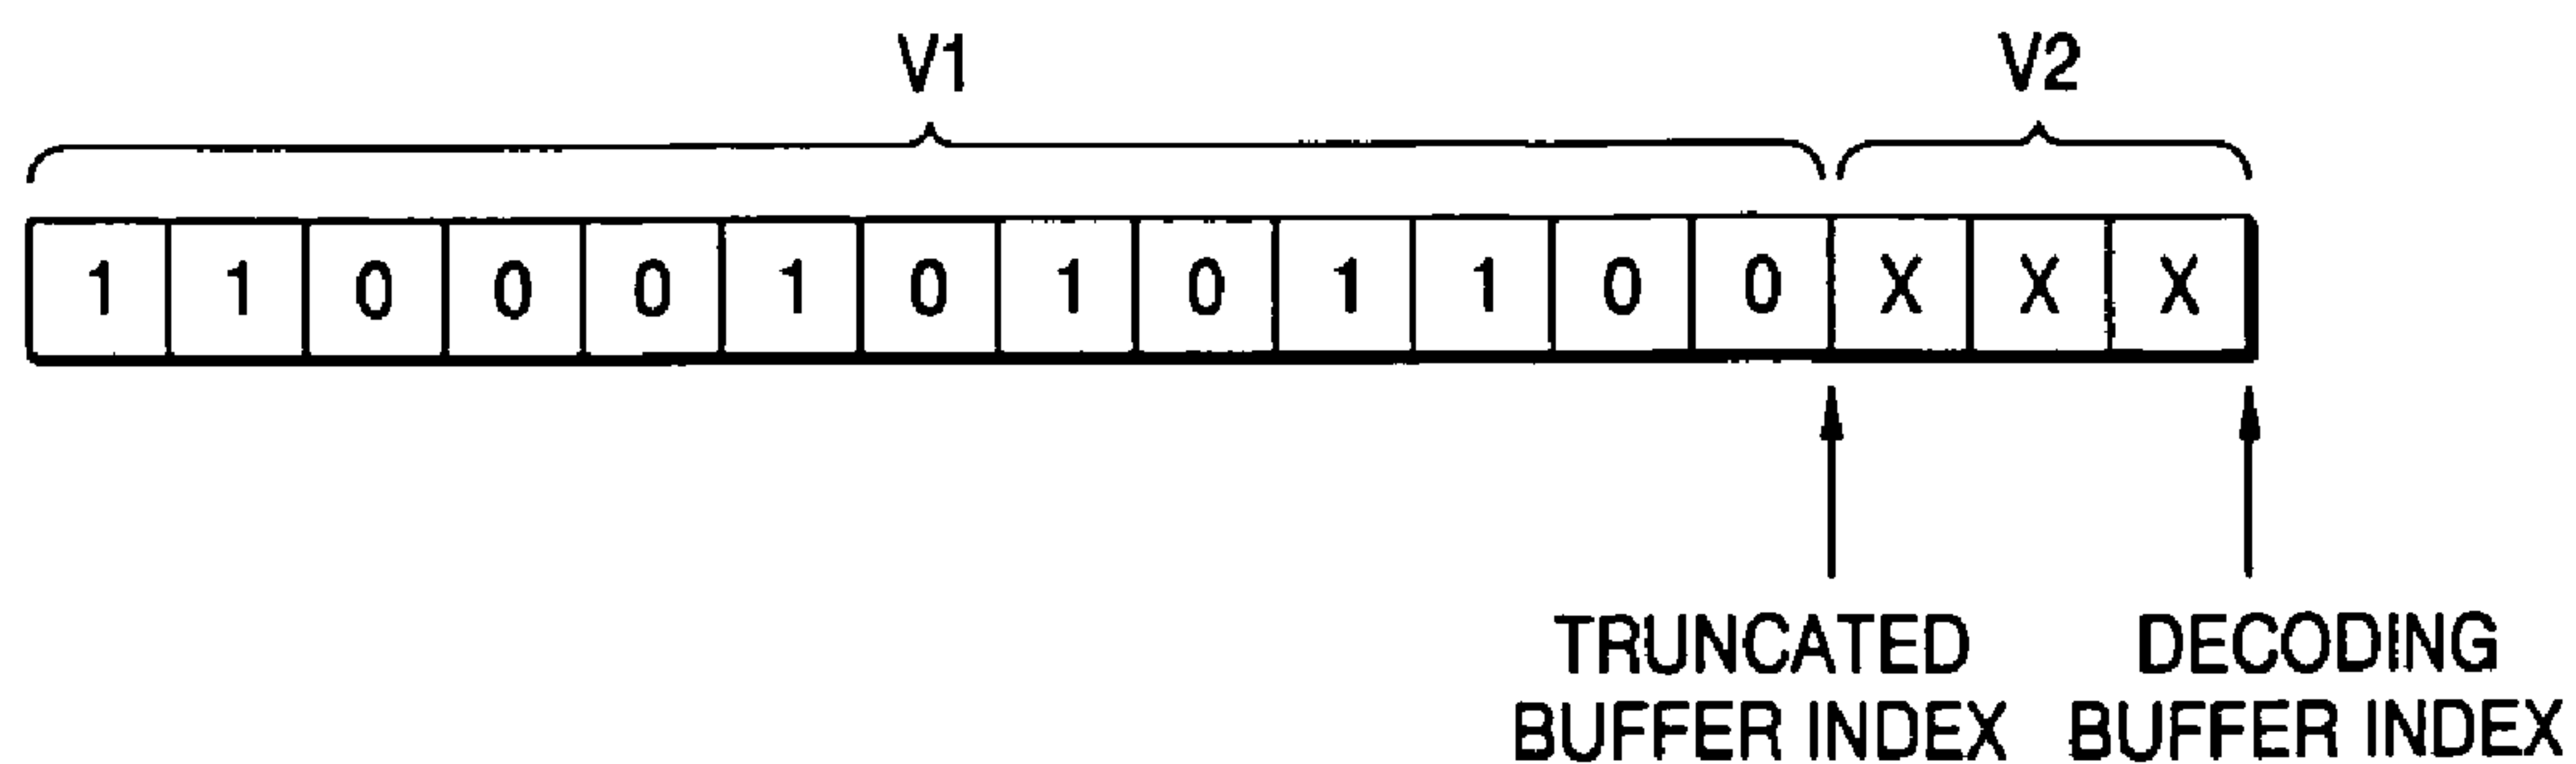 V1 V2
1 1 0 0 0 1 0 1 0 1 1 0 0 X X X
TRUNCATED DECODING
BUFFER INDEX BUFFER INDEX